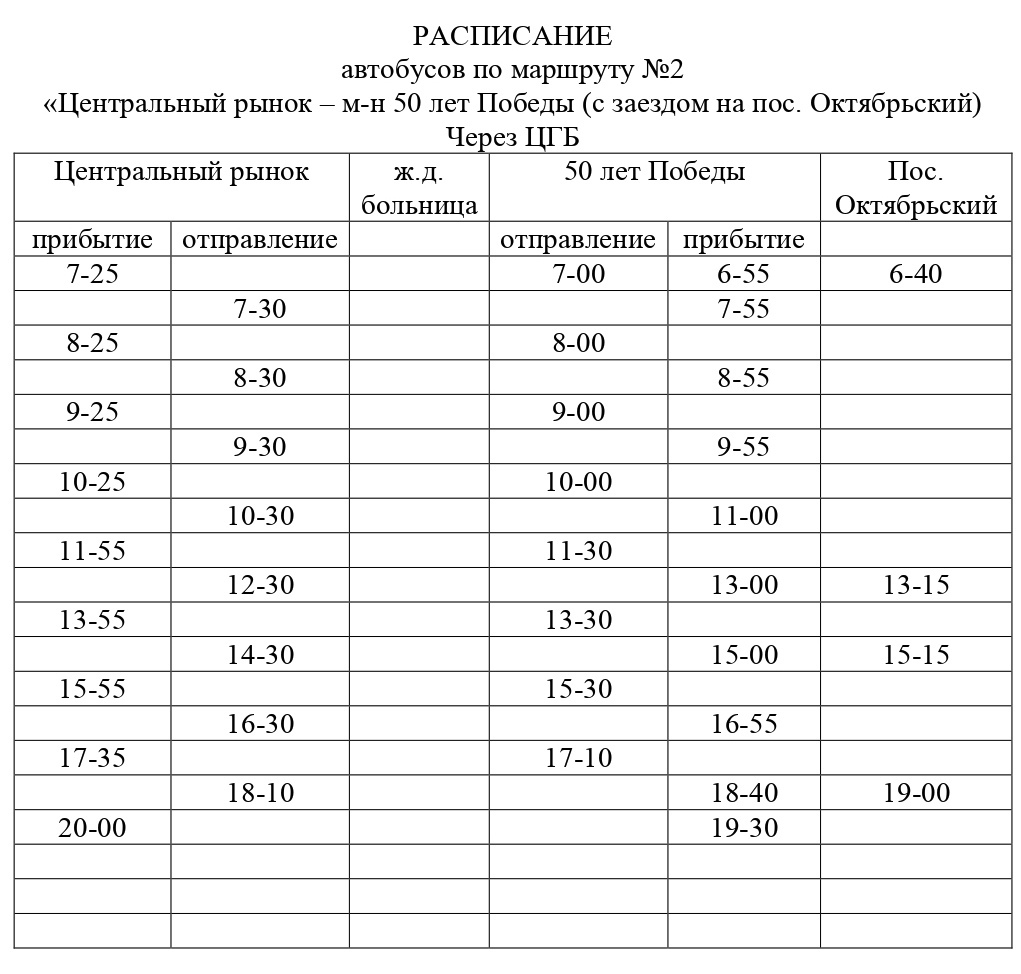 РАСПИСАНИЕ
автобусов по маршруту №2
«Центральный рынок – м-н 50 лет Победы (с заездом на пос. Октябрьский)
Через ЦГБ
Центральный рынок ж.д. больница 50 лет Победы Пос. Октябрьский
прибытие отправление отправление прибытие
7-25 7-00 6-55 6-40
7-30 7-55
8-25 8-00
8-30 8-55
9-25 9-00
9-30 9-55
10-25 10-00
10-30 11-00
11-55 11-30
12-30 13-00 13-15
13-55 13-30
14-30 15-00 15-15
15-55 15-30
16-30 16-55
17-35 17-10
18-10 18-40 19-00
20-00 19-30